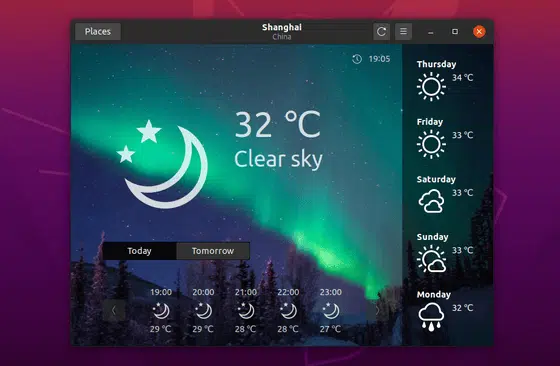 Places
Shanghai
China
19:05
32 °C
Clear sky
Today
Tomorrow
19:00 20:00 21:00 22:00 23:00
29 °C 29 °C 28 °C 28 °C 27 °C
Thursday
34 °C
Friday
33 °C
Saturday
33 °C
Sunday
33 °C
Monday
32 °C